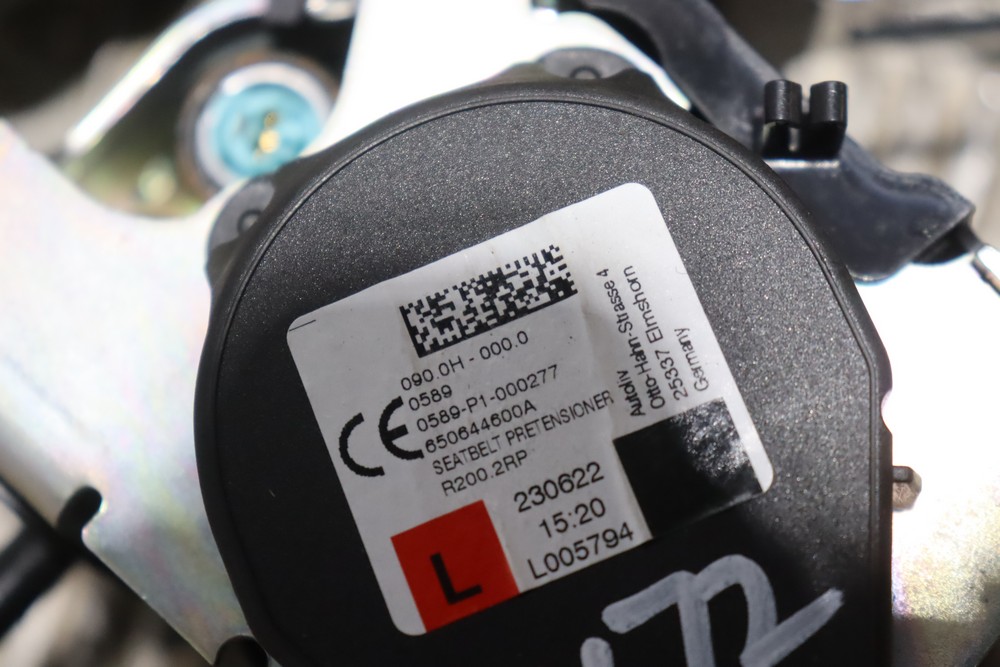 090.0H - 000.0
CE 0589
0589-P1-000277
650644600A
SEATBELT PRETENSIONER
R200.2RP
Autoliv
Otto-Hahn-Strasse 4
25337 Elmshorn
Germany
230622
15:20
L005794
L